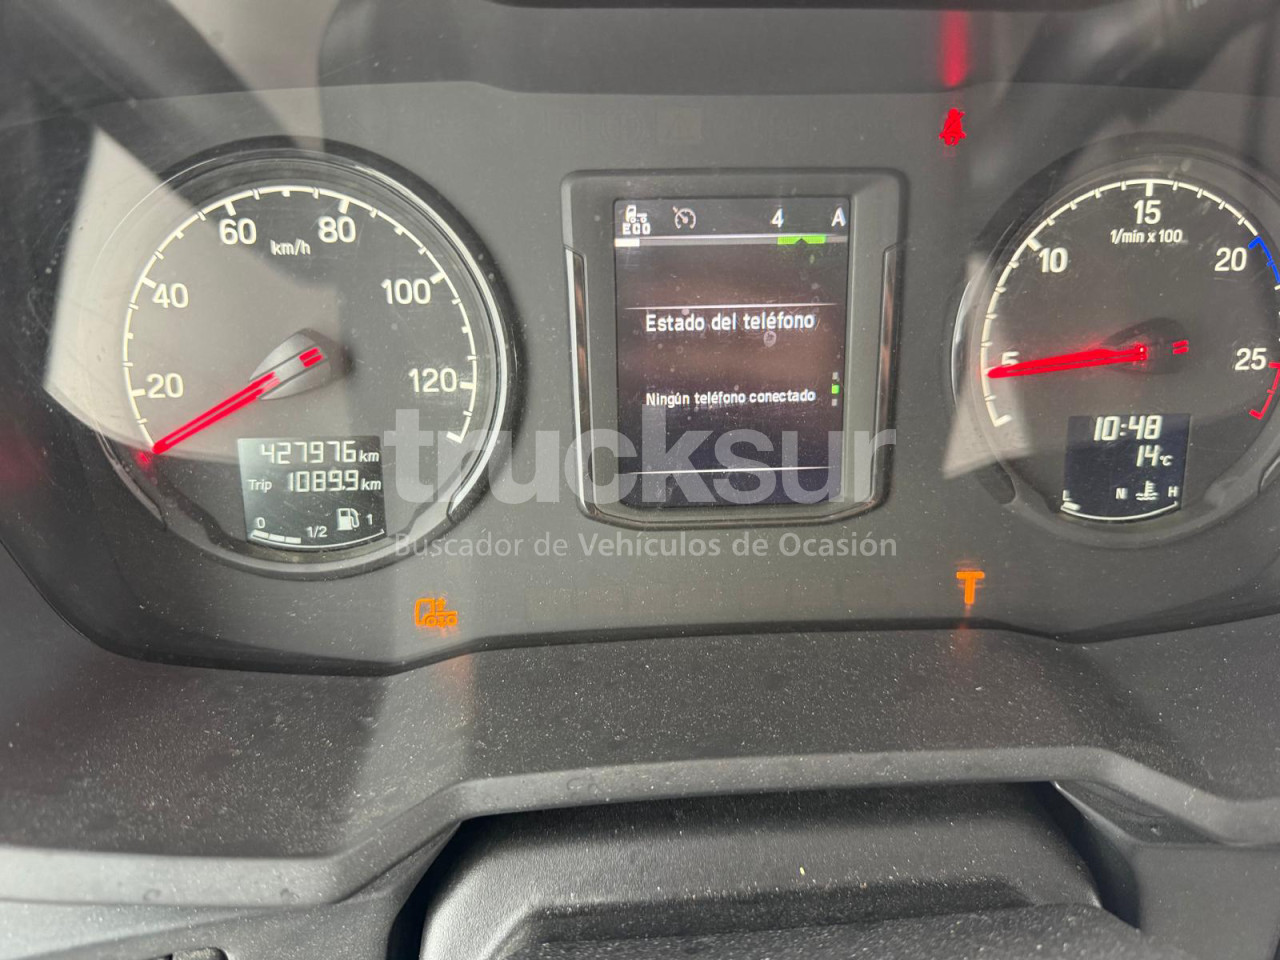 60 80
km/h
40 100
20 120
427976 km
Trip 1089.9 km
0 1/2 1
ECO 4 A
Estado del teléfono
Ningún teléfono conectado
15
1/min x 100
10 20
5 25
10:48
14°C
L N H
T
trucksur
Buscador de Vehículos de Ocasión